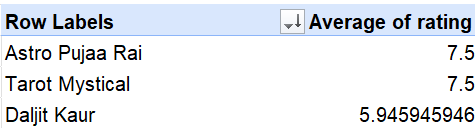 Row Labels Average of rating
Astro Pujaa Rai 7.5
Tarot Mystical 7.5
Daljit Kaur 5.945945946